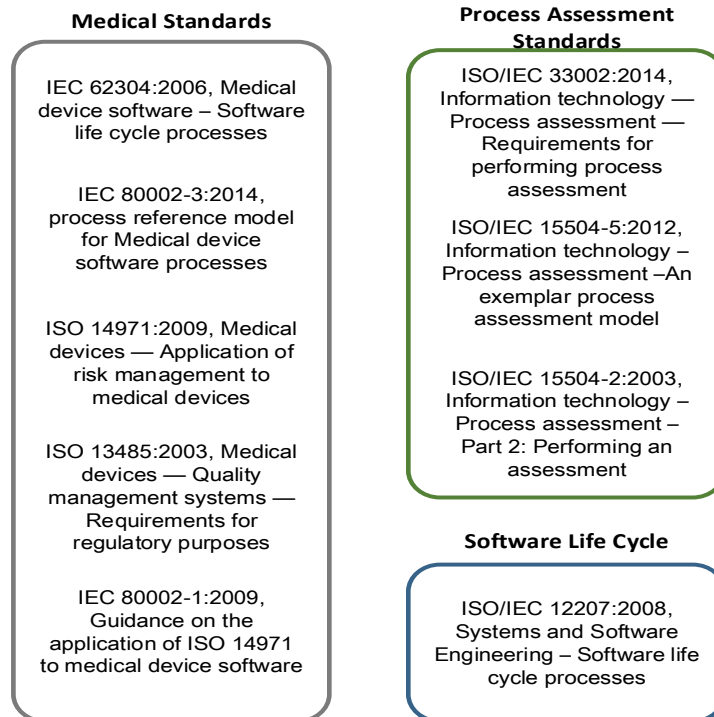 Medical Standards
IEC 62304:2006, Medical
device software – Software
life cycle processes
IEC 80002-3:2014,
process reference model
for Medical device
software processes
ISO 14971:2009, Medical
devices — Application of
risk management to
medical devices
ISO 13485:2003, Medical
devices — Quality
management systems —
Requirements for
regulatory purposes
IEC 80002-1:2009,
Guidance on the
application of ISO 14971
to medical device software
Process Assessment
Standards
ISO/IEC 33002:2014,
Information technology —
Process assessment —
Requirements for
performing process
assessment
ISO/IEC 15504-5:2012,
Information technology –
Process assessment –An
exemplar process
assessment model
ISO/IEC 15504-2:2003,
Information technology –
Process assessment –
Part 2: Performing an
assessment
Software Life Cycle
ISO/IEC 12207:2008,
Systems and Software
Engineering – Software life
cycle processes